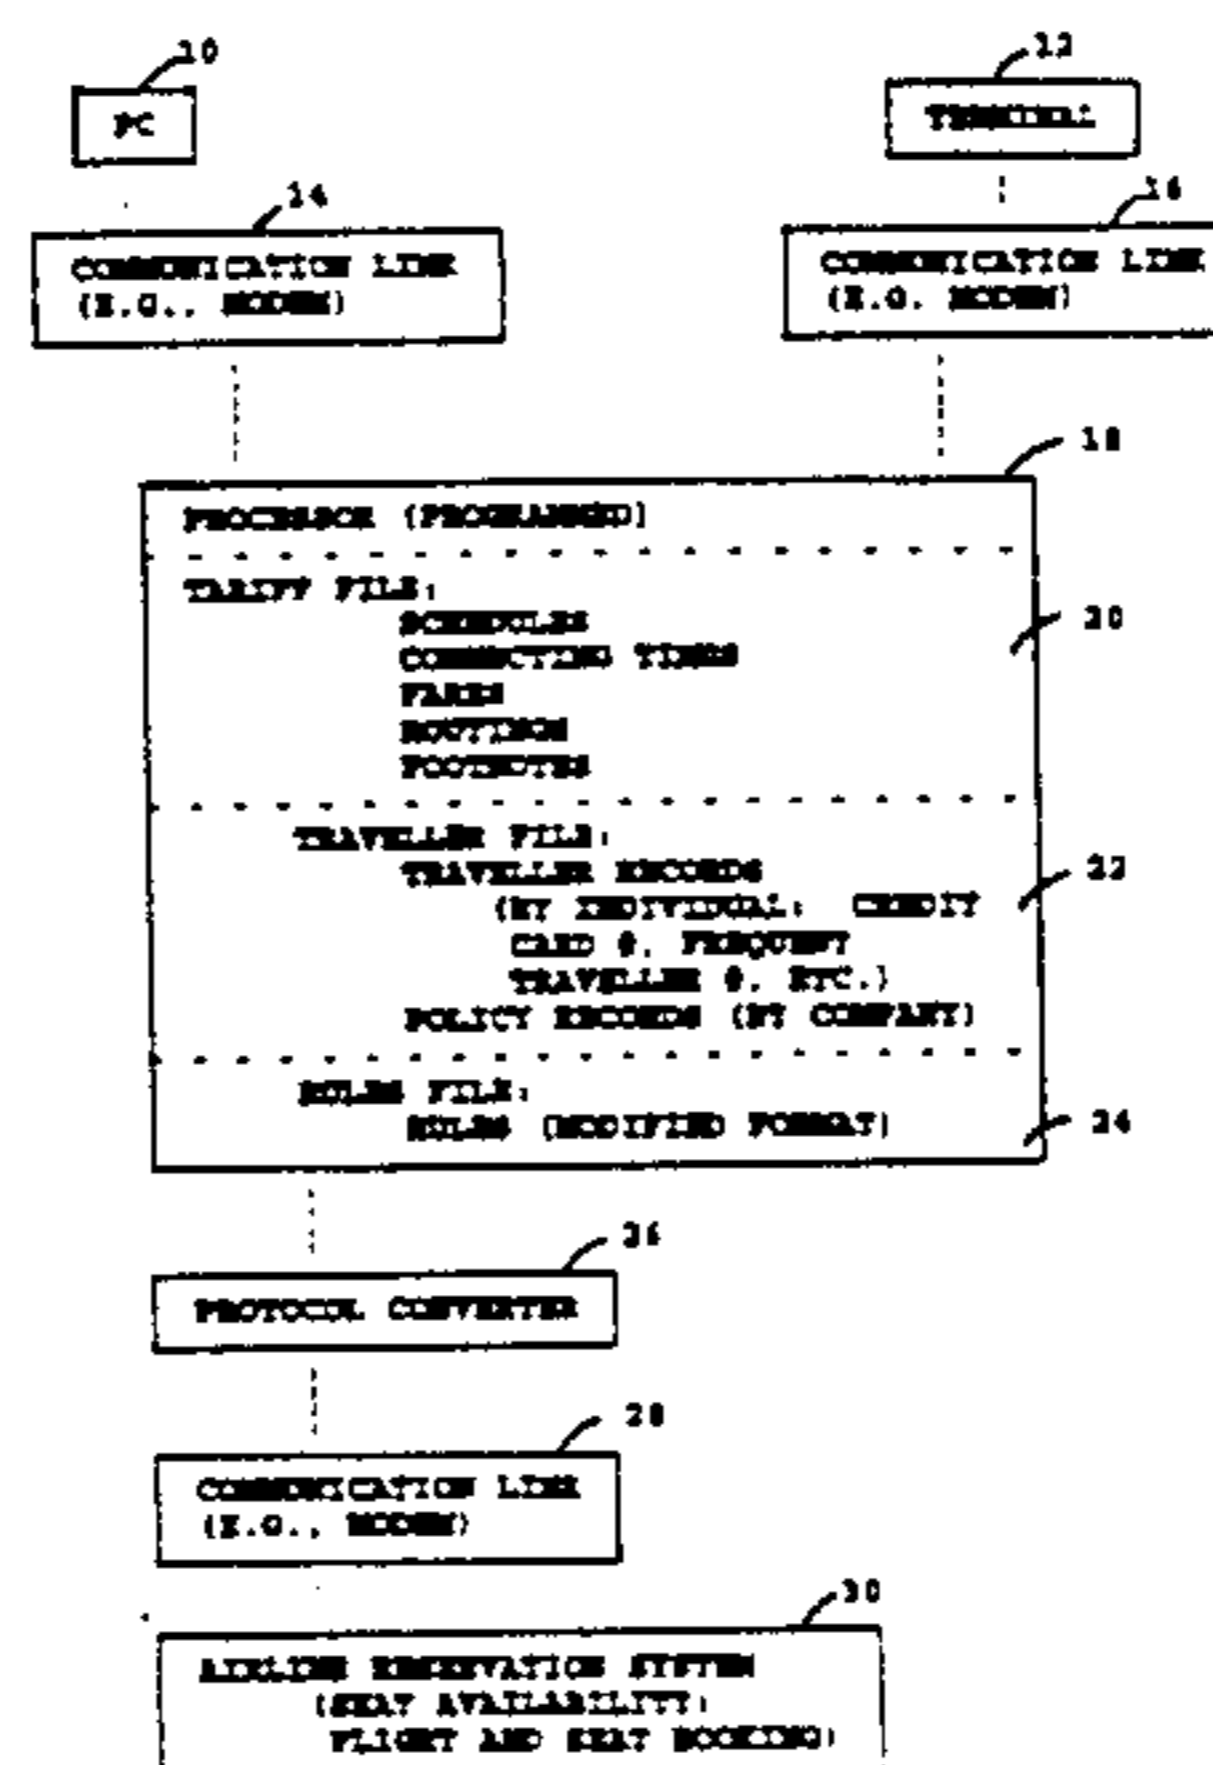 10
12
PC
TERMINAL
14
16
COMMUNICATION LINK
(E.G., MODEM)
COMMUNICATION LINK
(E.G. MODEM)
18
PROCESSOR (PROGRAMMED)
TARIFF FILE:
SCHEDULES
20
CONNECTING TIMES
FARES
ROUTINGS
FOOTNOTES
TRAVELLER FILE:
TRAVELLER RECORDS
22
(BY INDIVIDUAL: CREDIT
CARD #, FREQUENT
TRAVELLER #, ETC.)
POLICY RECORDS (BY COMPANY)
RULES FILE:
RULES (MODIFIED FORMAT)
24
26
PROTOCOL CONVERTER
28
COMMUNICATION LINK
(E.G., MODEM)
30
AIRLINE RESERVATION SYSTEM
(SEAT AVAILABILITY;
FLIGHT AND SEAT BOOKING)